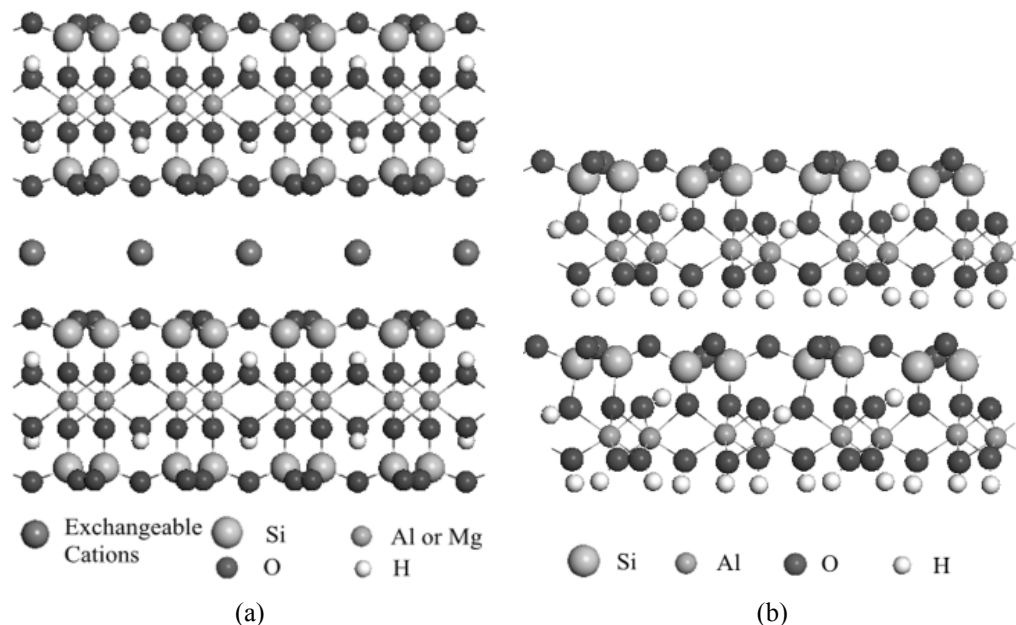 Exchangeable
Cations
Si
Al or Mg
O
H
Si
Al
O
H
(a)
(b)